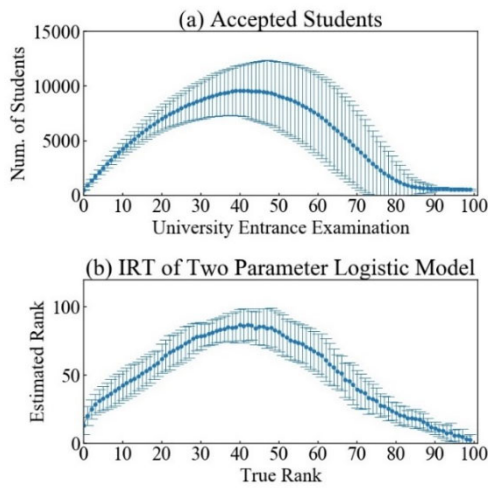 (a) Accepted Students
15000
10000
5000
0
Num. of Students
0 10 20 30 40 50 60 70 80 90 100
University Entrance Examination
(b) IRT of Two Parameter Logistic Model
100
50
0
Estimated Rank
0 10 20 30 40 50 60 70 80 90 100
True Rank